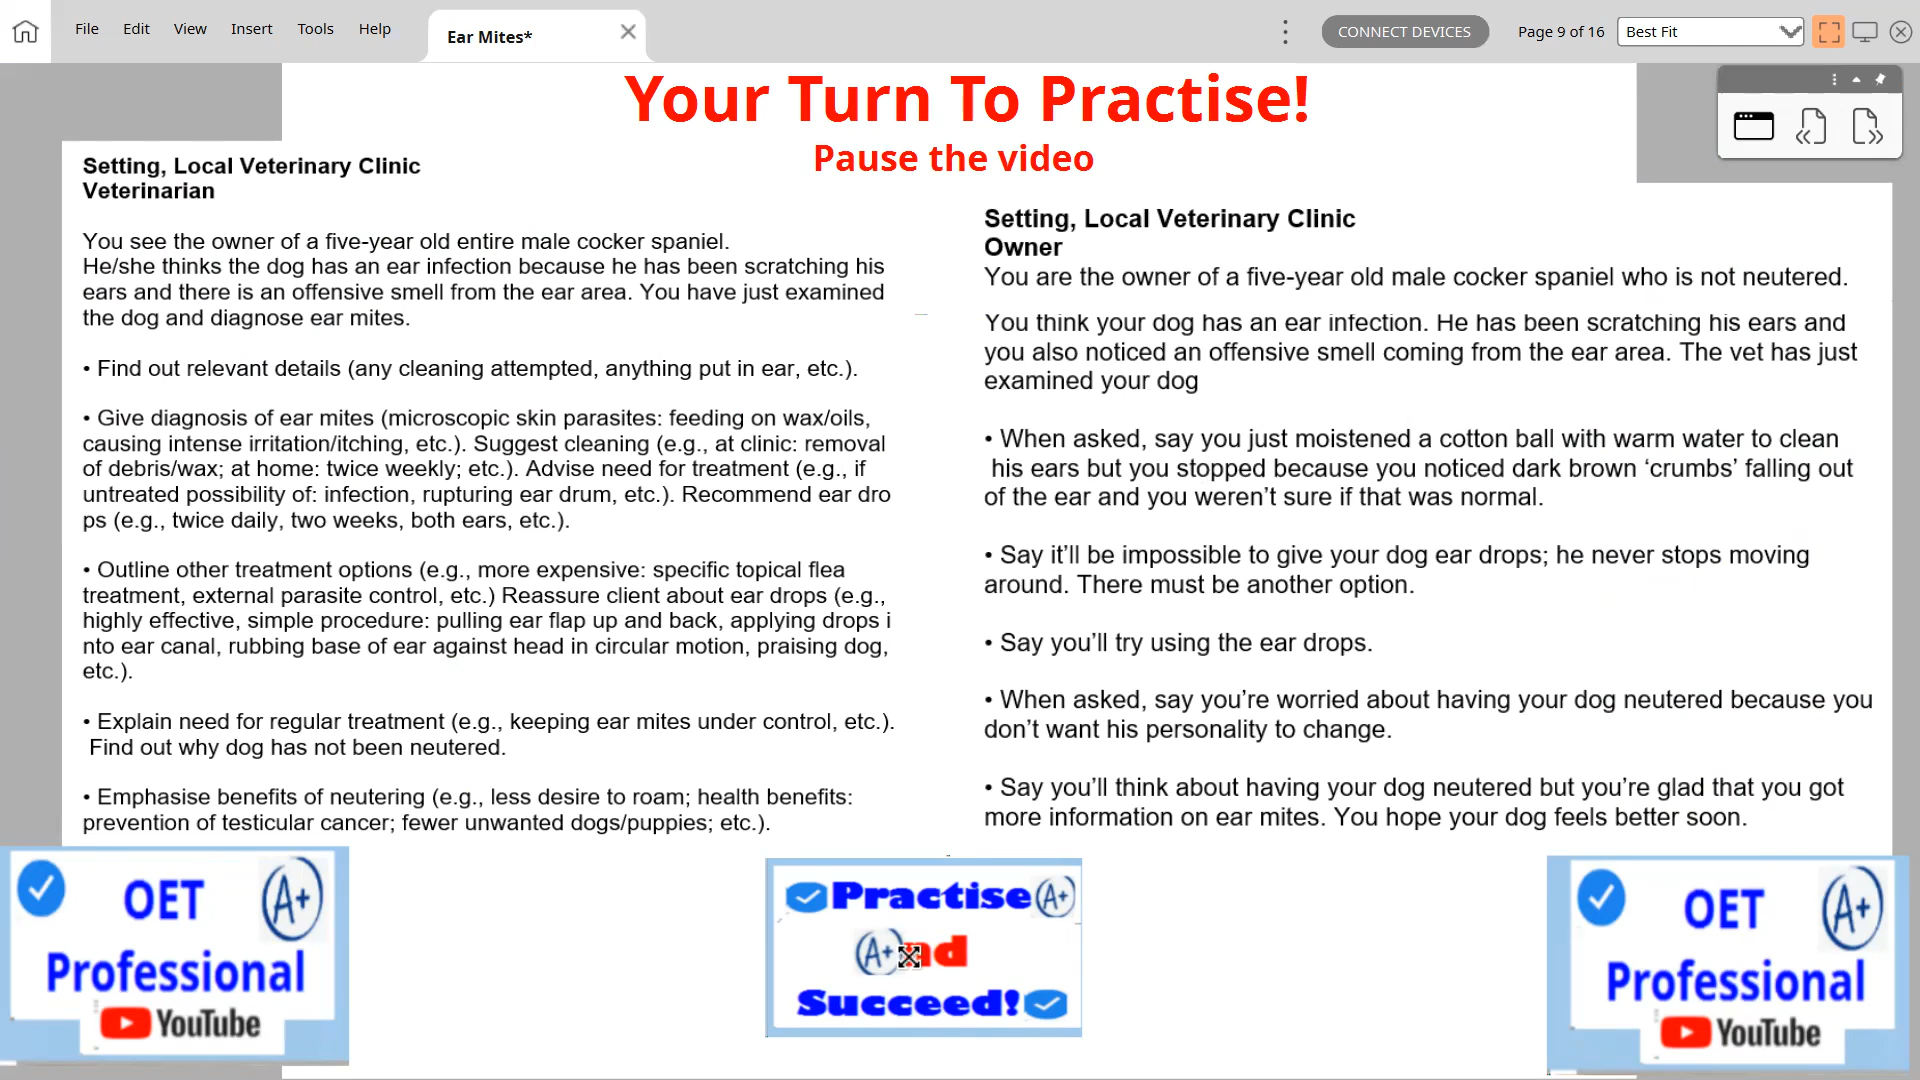 File Edit View Insert Tools Help
Ear Mites*
CONNECT DEVICES
Page 9 of 16
Best Fit
Your Turn To Practise!
Pause the video
Setting, Local Veterinary Clinic
Veterinarian
You see the owner of a five-year old entire male cocker spaniel.
He/she thinks the dog has an ear infection because he has been scratching his
ears and there is an offensive smell from the ear area. You have just examined
the dog and diagnose ear mites.
• Find out relevant details (any cleaning attempted, anything put in ear, etc.).
• Give diagnosis of ear mites (microscopic skin parasites: feeding on wax/oils,
causing intense irritation/itching, etc.). Suggest cleaning (e.g., at clinic: removal
of debris/wax; at home: twice weekly; etc.). Advise need for treatment (e.g., if
untreated possibility of: infection, rupturing ear drum, etc.). Recommend ear dro
ps (e.g., twice daily, two weeks, both ears, etc.).
• Outline other treatment options (e.g., more expensive: specific topical flea
treatment, external parasite control, etc.) Reassure client about ear drops (e.g.,
highly effective, simple procedure: pulling ear flap up and back, applying drops i
nto ear canal, rubbing base of ear against head in circular motion, praising dog,
etc.).
• Explain need for regular treatment (e.g., keeping ear mites under control, etc.).
Find out why dog has not been neutered.
• Emphasise benefits of neutering (e.g., less desire to roam; health benefits:
prevention of testicular cancer; fewer unwanted dogs/puppies; etc.).
Setting, Local Veterinary Clinic
Owner
You are the owner of a five-year old male cocker spaniel who is not neutered.
You think your dog has an ear infection. He has been scratching his ears and
you also noticed an offensive smell coming from the ear area. The vet has just
examined your dog
• When asked, say you just moistened a cotton ball with warm water to clean
his ears but you stopped because you noticed dark brown ‘crumbs’ falling out
of the ear and you weren’t sure if that was normal.
• Say it’ll be impossible to give your dog ear drops; he never stops moving
around. There must be another option.
• Say you’ll try using the ear drops.
• When asked, say you’re worried about having your dog neutered because you
don’t want his personality to change.
• Say you’ll think about having your dog neutered but you’re glad that you got
more information on ear mites. You hope your dog feels better soon.
OET A+
Professional
YouTube
Practise A+
A+ nd
Succeed!
OET A+
Professional
YouTube